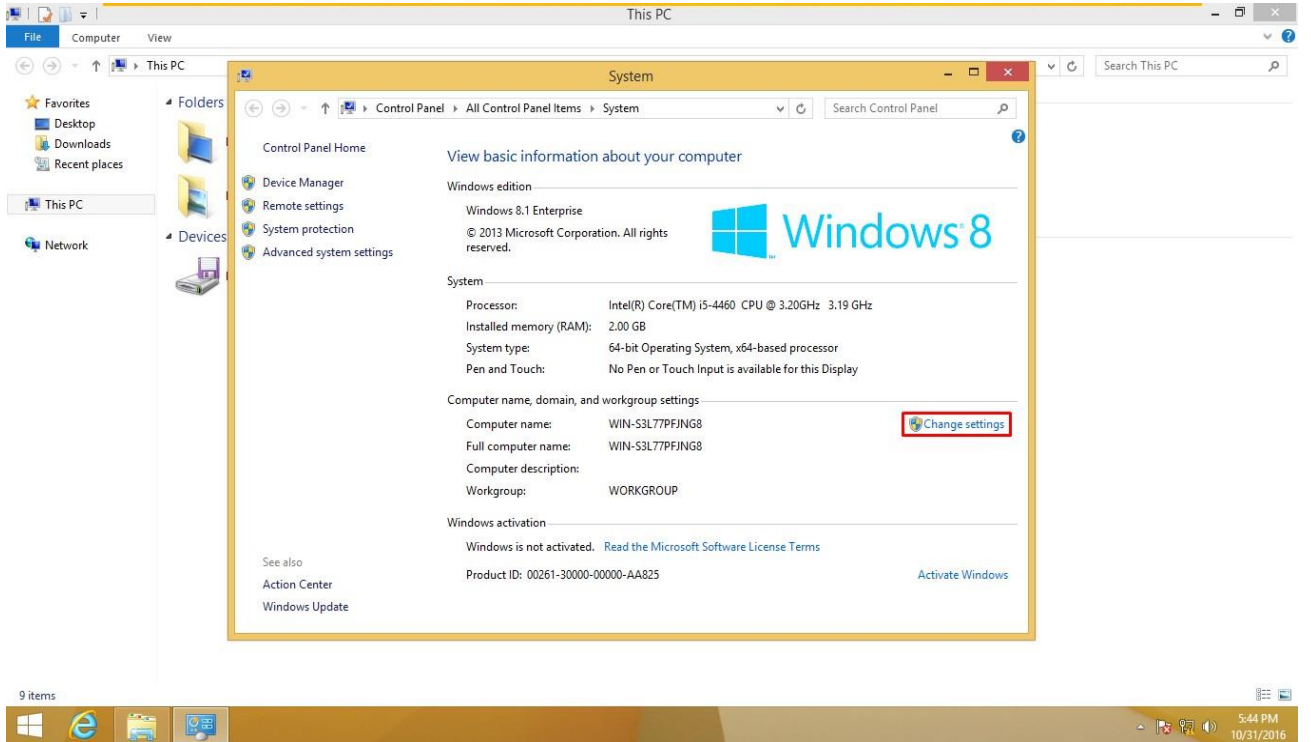 This PC
File Computer View
This PC
Search This PC
Favorites
Desktop
Downloads
Recent places
This PC
Network
Folders
Devices
System
Control Panel All Control Panel Items System
Search Control Panel
Control Panel Home
Device Manager
Remote settings
System protection
Advanced system settings
See also
Action Center
Windows Update
View basic information about your computer
Windows edition
Windows 8.1 Enterprise
© 2013 Microsoft Corporation. All rights
reserved.
Windows 8
System
Processor: Intel(R) Core(TM) i5-4460 CPU @ 3.20GHz 3.19 GHz
Installed memory (RAM): 2.00 GB
System type: 64-bit Operating System, x64-based processor
Pen and Touch: No Pen or Touch Input is available for this Display
Computer name, domain, and workgroup settings
Computer name: WIN-S3L77PFJNG8 Change settings
Full computer name: WIN-S3L77PFJNG8
Computer description:
Workgroup: WORKGROUP
Windows activation
Windows is not activated. Read the Microsoft Software License Terms
Product ID: 00261-30000-00000-AA825 Activate Windows
9 items
5:44 PM
10/31/2016